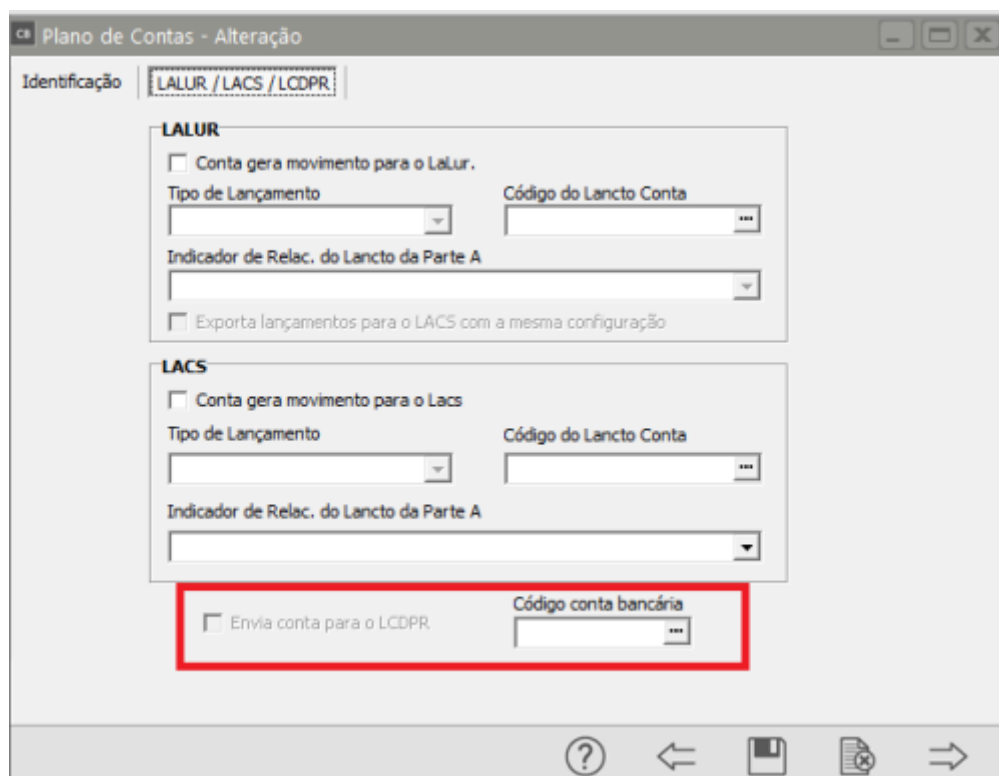 CB Plano de Contas - Alteração
Identificação LALUR / LACS / LCDPR
LALUR
Conta gera movimento para o LaLur.
Tipo de Lançamento Código do Lancto Conta
...
Indicador de Relac. do Lancto da Parte A
Exporta lançamentos para o LACS com a mesma configuração
LACS
Conta gera movimento para o Lacs
Tipo de Lançamento Código do Lancto Conta
...
Indicador de Relac. do Lancto da Parte A
Código conta bancária
Envia conta para o LCDPR ...
?